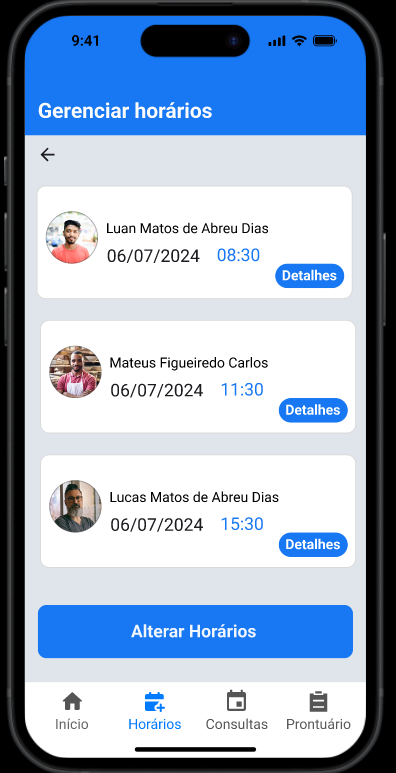 9:41
Gerenciar horários
Luan Matos de Abreu Dias
06/07/2024 08:30
Detalhes
Mateus Figueiredo Carlos
06/07/2024 11:30
Detalhes
Lucas Matos de Abreu Dias
06/07/2024 15:30
Detalhes
Alterar Horários
Início Horários Consultas Prontuário